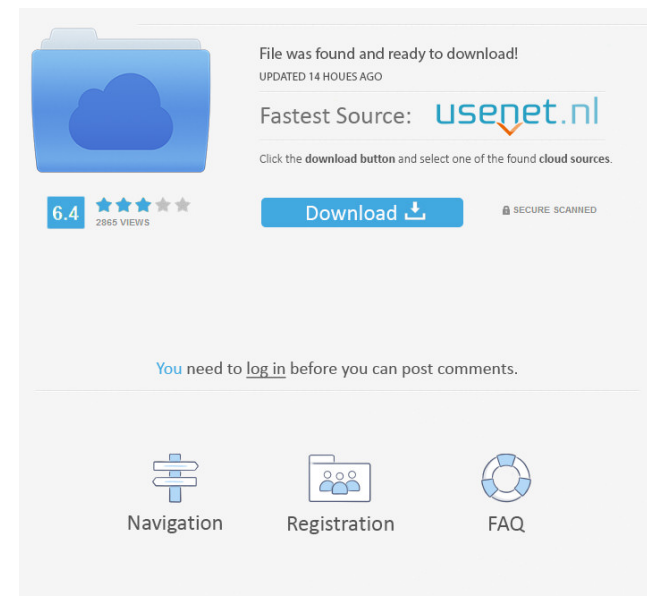 File was found and ready to download!
UPDATED 14 HOUES AGO
Fastest Source: usenet.nl
Click the download button and select one of the found cloud sources.
6.4
2865 VIEWS
Download
SECURE SCANNED
You need to log in before you can post comments.
Navigation
Registration
FAQ